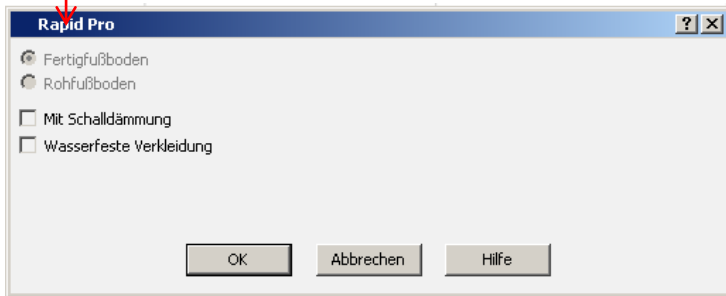 Rapid Pro
Fertigfußboden
Rohfußboden
Mit Schalldämmung
Wasserfeste Verkleidung
OK Abbrechen Hilfe